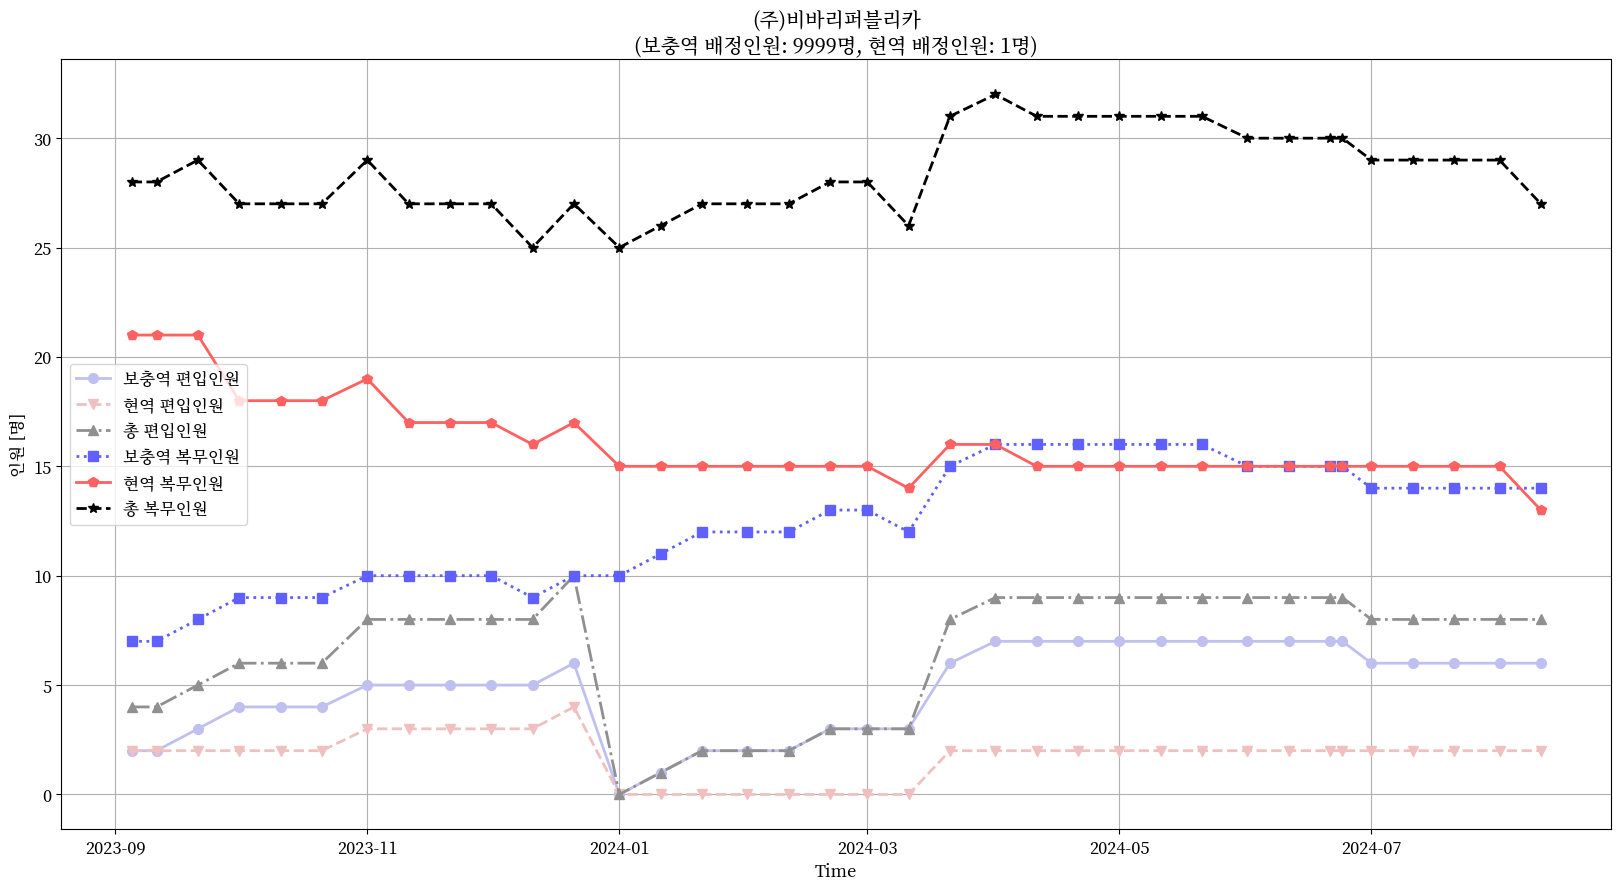 (주)비바리퍼블리카
(보충역 배정인원: 9999명, 현역 배정인원: 1명)
인원 [명]
30
25
20
15
10
5
0
보충역 편입인원
현역 편입인원
총 편입인원
보충역 복무인원
현역 복무인원
총 복무인원
2023-09 2023-11 2024-01 2024-03 2024-05 2024-07
Time